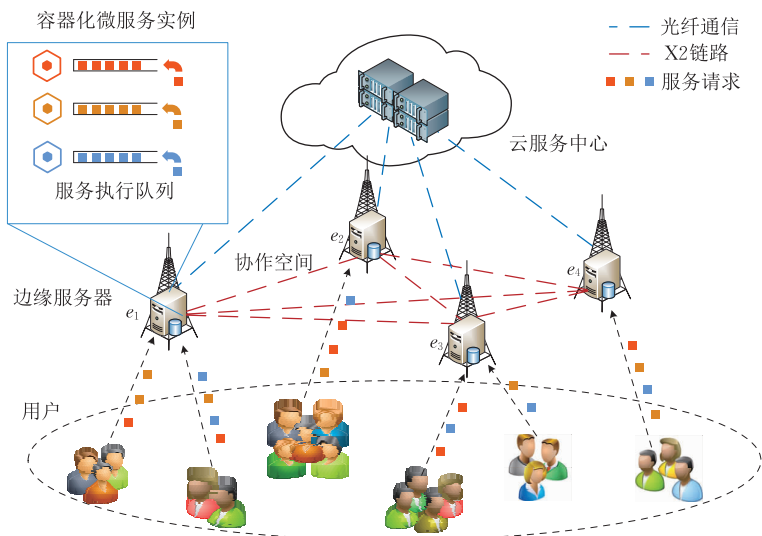 容器化微服务实例
服务执行队列
光纤通信
X2链路
服务请求
云服务中心
e2
协作空间
e4
边缘服务器
e1
e3
用户